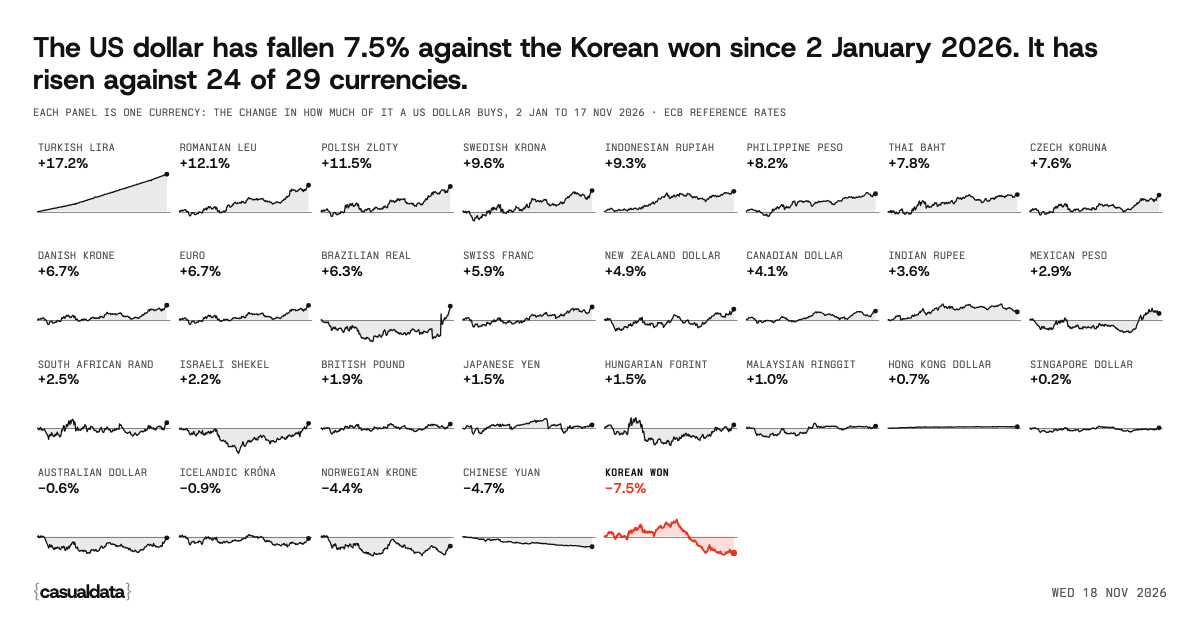 The US dollar has fallen 7.5% against the Korean won since 2 January 2026. It has
risen against 24 of 29 currencies.
EACH PANEL IS ONE CURRENCY: THE CHANGE IN HOW MUCH OF IT A US DOLLAR BUYS, 2 JAN TO 17 NOV 2026 · ECB REFERENCE RATES
TURKISH LIRA
+17.2%
ROMANIAN LEU
+12.1%
POLISH ZLOTY
+11.5%
SWEDISH KRONA
+9.6%
INDONESIAN RUPIAH
+9.3%
PHILIPPINE PESO
+8.2%
THAI BAHT
+7.8%
CZECH KORUNA
+7.6%
DANISH KRONE
+6.7%
EURO
+6.7%
BRAZILIAN REAL
+6.3%
SWISS FRANC
+5.9%
NEW ZEALAND DOLLAR
+4.9%
CANADIAN DOLLAR
+4.1%
INDIAN RUPEE
+3.6%
MEXICAN PESO
+2.9%
SOUTH AFRICAN RAND
+2.5%
ISRAELI SHEKEL
+2.2%
BRITISH POUND
+1.9%
JAPANESE YEN
+1.5%
HUNGARIAN FORINT
+1.5%
MALAYSIAN RINGGIT
+1.0%
HONG KONG DOLLAR
+0.7%
SINGAPORE DOLLAR
+0.2%
AUSTRALIAN DOLLAR
−0.6%
ICELANDIC KRÓNA
−0.9%
NORWEGIAN KRONE
−4.4%
CHINESE YUAN
−4.7%
KOREAN WON
−7.5%
{casualdata}
WED 18 NOV 2026